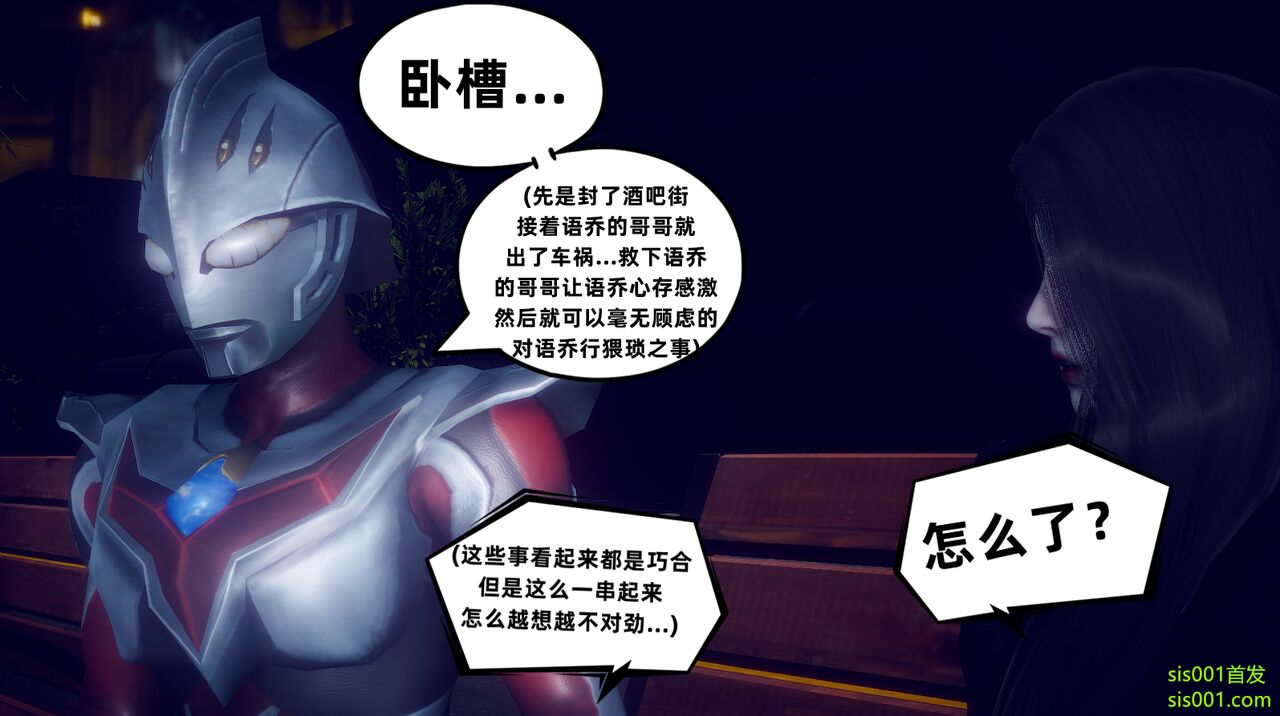 卧槽...
(先是封了酒吧街
接着语乔的哥哥就
出了车祸...救下语乔
的哥哥让语乔心存感激
然后就可以毫无顾虑的
对语乔行猥琐之事)
(这些事看起来都是巧合
但是这么一串起来
怎么越想越不对劲...)
怎么了?
sis001首发
sis001.com